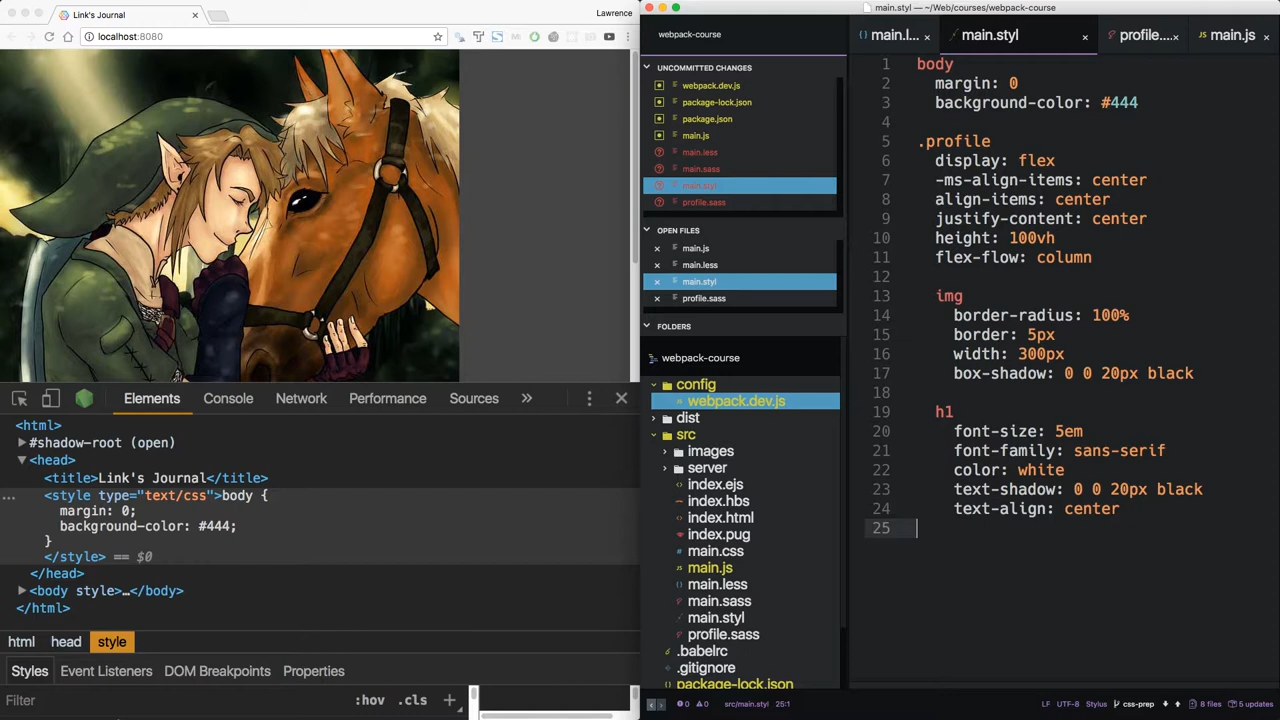 Link's Journal
Lawrence
localhost:8080
<html>
#shadow-root (open)
<head>
<title>Link's Journal</title>
<style type="text/css">body {
margin: 0;
background-color: #444;
}
</style> == $0
</head>
<body style>…</body>
</html>
Elements
Console
Network
Performance
Sources
html
head
style
Styles
Event Listeners
DOM Breakpoints
Properties
Filter
:hov
.cls
main.styl — ~/Web/courses/webpack-course
webpack-course
UNCOMMITTED CHANGES
webpack.dev.js
package-lock.json
package.json
main.js
main.less
main.sass
main.styl
profile.sass
OPEN FILES
main.js
main.less
main.styl
profile.sass
FOLDERS
webpack-course
config
webpack.dev.js
dist
src
images
server
index.ejs
index.hbs
index.html
index.pug
main.css
main.js
main.less
main.sass
main.styl
profile.sass
.babelrc
.gitignore
package-lock.json
main.l...
main.styl
profile....
main.js
1 body
2 margin: 0
3 background-color: #444
4
5 .profile
6 display: flex
7 -ms-align-items: center
8 align-items: center
9 justify-content: center
10 height: 100vh
11 flex-flow: column
12
13 img
14 border-radius: 100%
15 border: 5px
16 width: 300px
17 box-shadow: 0 0 20px black
18
19 h1
20 font-size: 5em
21 font-family: sans-serif
22 color: white
23 text-shadow: 0 0 20px black
24 text-align: center
25
0 0 src/main.styl 25:1
LF UTF-8 Stylus css-prep 8 files 5 updates